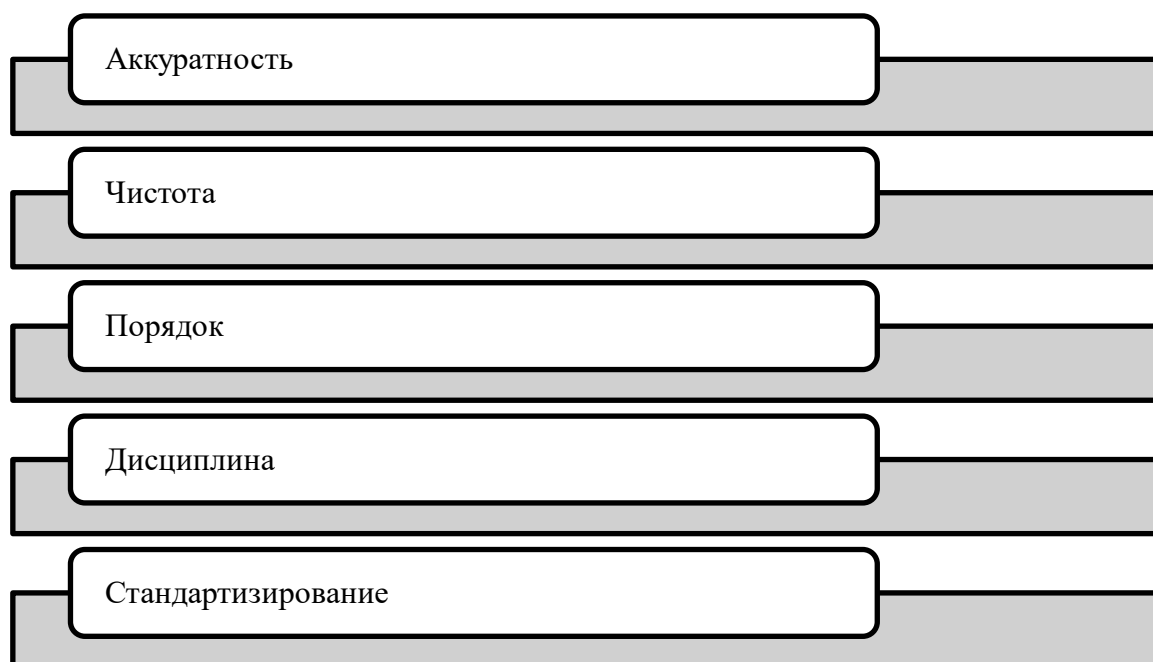 Аккуратность
Чистота
Порядок
Дисциплина
Стандартизирование